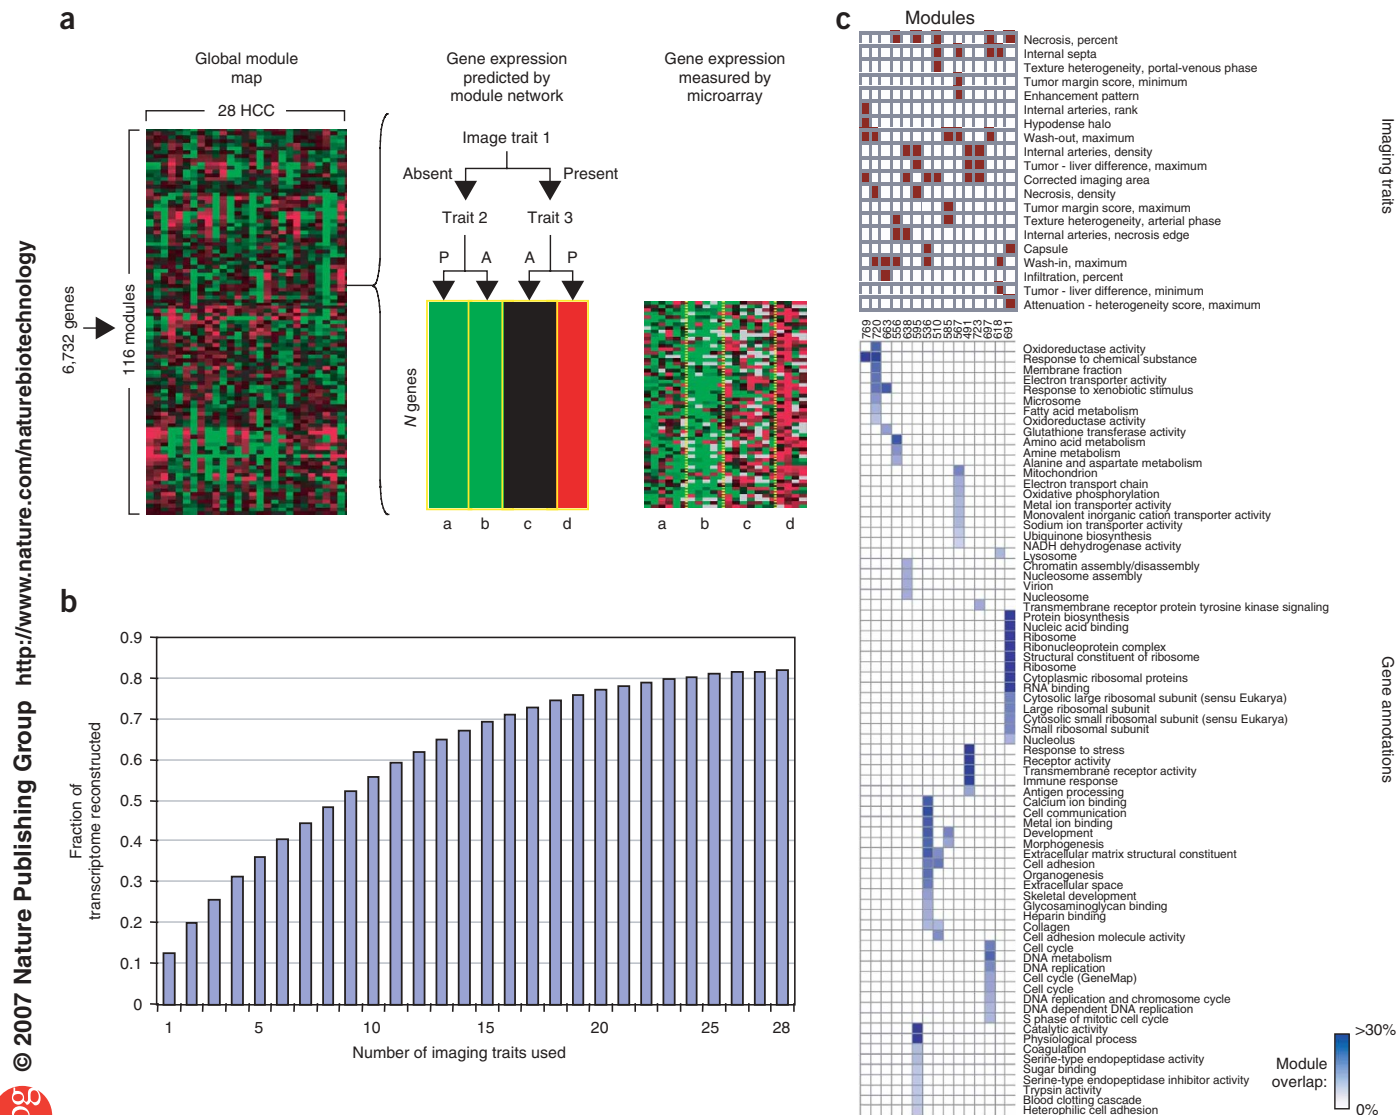 © 2007 Nature Publishing Group  http://www.nature.com/naturebiotechnology
a
Global module
map
28 HCC
6,732 genes
116 modules
Gene expression
predicted by
module network
Image trait 1
Absent
Present
Trait 2
Trait 3
P
A
A
P
N genes
a
b
c
d
Gene expression
measured by
microarray
a
b
c
d
b
0.9
0.8
0.7
0.6
0.5
0.4
0.3
0.2
0.1
0
Fraction of
transcriptome reconstructed
1
5
10
15
20
25
28
Number of imaging traits used
c
Modules
Necrosis, percent
Internal septa
Texture heterogeneity, portal-venous phase
Tumor margin score, minimum
Enhancement pattern
Internal arteries, rank
Hypodense halo
Wash-out, maximum
Internal arteries, density
Tumor - liver difference, maximum
Corrected imaging area
Necrosis, density
Tumor margin score, maximum
Texture heterogeneity, arterial phase
Internal arteries, necrosis edge
Capsule
Wash-in, maximum
Infiltration, percent
Tumor - liver difference, minimum
Attenuation - heterogeneity score, maximum
Imaging traits
769
720
663
556
638
595
536
510
585
567
491
723
697
618
691
Oxidoreductase activity
Response to chemical substance
Membrane fraction
Electron transporter activity
Response to xenobiotic stimulus
Microsome
Fatty acid metabolism
Oxidoreductase activity
Glutathione transferase activity
Amino acid metabolism
Amine metabolism
Alanine and aspartate metabolism
Mitochondrion
Electron transport chain
Oxidative phosphorylation
Metal ion transporter activity
Monovalent inorganic cation transporter activity
Sodium ion transporter activity
Ubiquinone biosynthesis
NADH dehydrogenase activity
Lysosome
Chromatin assembly/disassembly
Nucleosome assembly
Virion
Nucleosome
Transmembrane receptor protein tyrosine kinase signaling
Protein biosynthesis
Nucleic acid binding
Ribosome
Ribonucleoprotein complex
Structural constituent of ribosome
Ribosome
Cytoplasmic ribosomal proteins
RNA binding
Cytosolic large ribosomal subunit (sensu Eukarya)
Large ribosomal subunit
Cytosolic small ribosomal subunit (sensu Eukarya)
Small ribosomal subunit
Nucleolus
Response to stress
Receptor activity
Transmembrane receptor activity
Immune response
Antigen processing
Calcium ion binding
Cell communication
Metal ion binding
Development
Morphogenesis
Extracellular matrix structural constituent
Cell adhesion
Organogenesis
Extracellular space
Skeletal development
Glycosaminoglycan binding
Heparin binding
Collagen
Cell adhesion molecule activity
Cell cycle
DNA metabolism
DNA replication
Cell cycle (GeneMap)
Cell cycle
DNA replication and chromosome cycle
DNA dependent DNA replication
S phase of mitotic cell cycle
Catalytic activity
Physiological process
Coagulation
Serine-type endopeptidase activity
Sugar binding
Serine-type endopeptidase inhibitor activity
Trypsin activity
Blood clotting cascade
Heterophilic cell adhesion
Gene annotations
Module
overlap:
>30%
0%